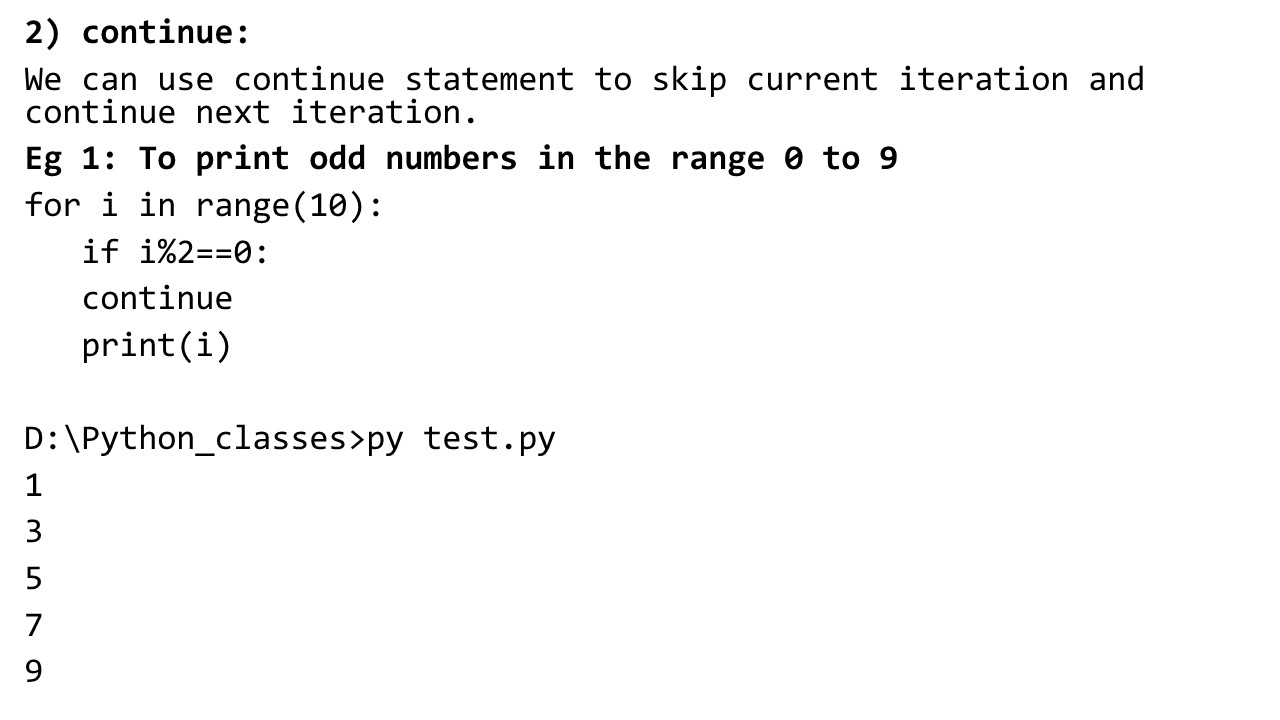 2) continue:
We can use continue statement to skip current iteration and
continue next iteration.
Eg 1: To print odd numbers in the range 0 to 9
for i in range(10):
   if i%2==0:
   continue
   print(i)
D:\Python_classes>py test.py
1
3
5
7
9